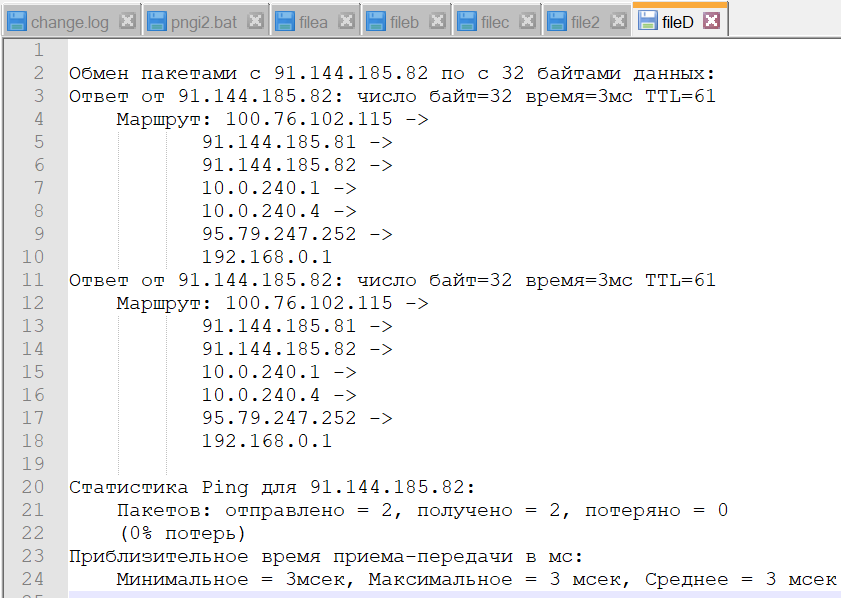 change.log pngi2.bat filea fileb filec file2 fileD
1
2 Обмен пакетами с 91.144.185.82 по с 32 байтами данных:
3 Ответ от 91.144.185.82: число байт=32 время=3мс TTL=61
4 Маршрут: 100.76.102.115 ->
5 91.144.185.81 ->
6 91.144.185.82 ->
7 10.0.240.1 ->
8 10.0.240.4 ->
9 95.79.247.252 ->
10 192.168.0.1
11 Ответ от 91.144.185.82: число байт=32 время=3мс TTL=61
12 Маршрут: 100.76.102.115 ->
13 91.144.185.81 ->
14 91.144.185.82 ->
15 10.0.240.1 ->
16 10.0.240.4 ->
17 95.79.247.252 ->
18 192.168.0.1
19
20 Статистика Ping для 91.144.185.82:
21 Пакетов: отправлено = 2, получено = 2, потеряно = 0
22 (0% потерь)
23 Приблизительное время приема-передачи в мс:
24 Минимальное = 3мсек, Максимальное = 3 мсек, Среднее = 3 мсек